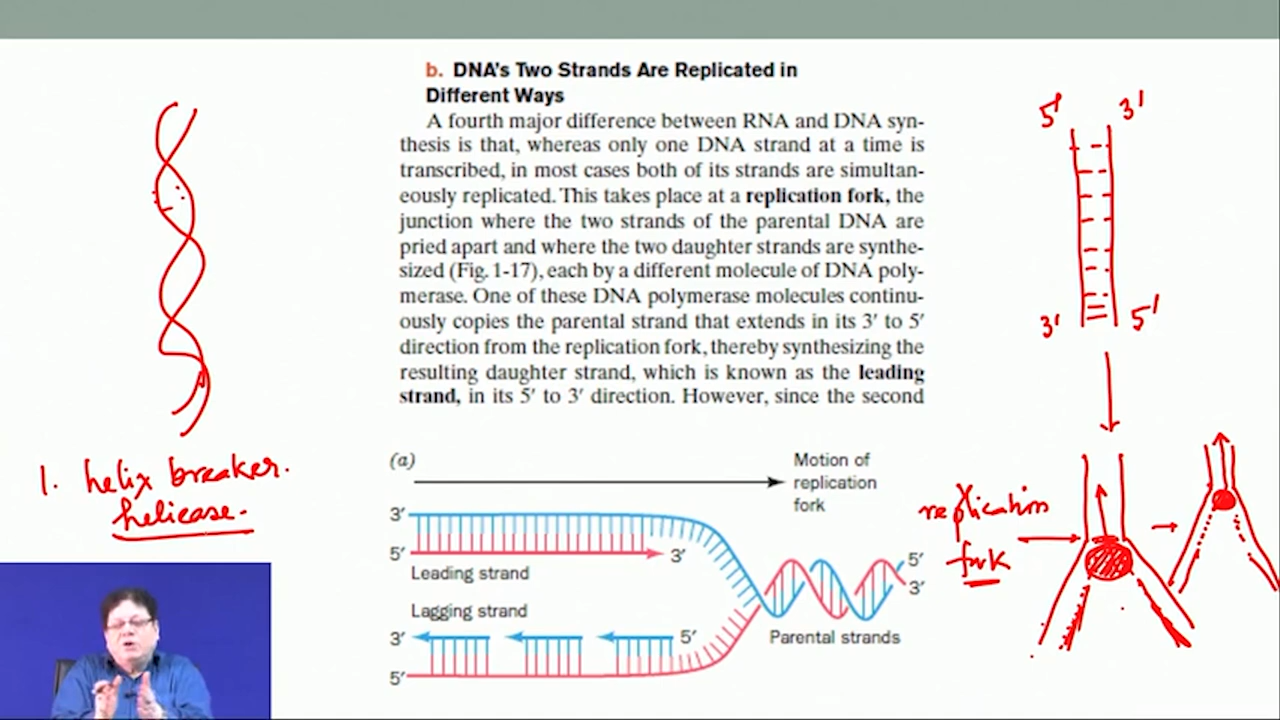 b. DNA's Two Strands Are Replicated in
Different Ways
A fourth major difference between RNA and DNA syn-
thesis is that, whereas only one DNA strand at a time is
transcribed, in most cases both of its strands are simultan-
eously replicated. This takes place at a replication fork, the
junction where the two strands of the parental DNA are
pried apart and where the two daughter strands are synthe-
sized (Fig. 1-17), each by a different molecule of DNA poly-
merase. One of these DNA polymerase molecules continu-
ously copies the parental strand that extends in its 3′ to 5′
direction from the replication fork, thereby synthesizing the
resulting daughter strand, which is known as the leading
strand, in its 5′ to 3′ direction. However, since the second
1. helix breaker.
helicase.
5' 3'
3' 5'
replication
fork
(a)
Motion of
replication
fork
3′
5′ 3′
Leading strand
Lagging strand
3′ 5′
5′
5′
3′
Parental strands